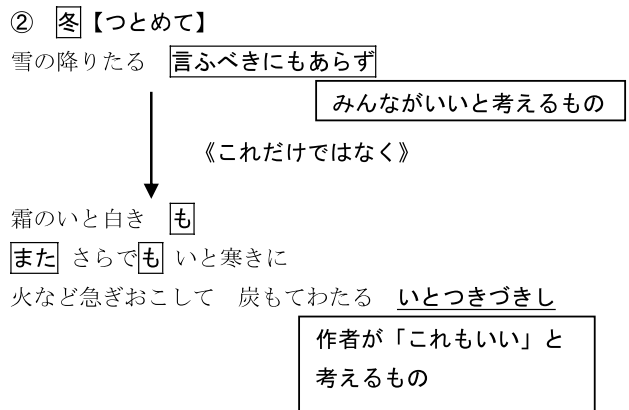 ② 冬【つとめて】
雪の降りたる 言ふべきにもあらず
みんながいいと考えるもの
《これだけではなく》
霜のいと白き も
また さらでも いと寒きに
火など急ぎおこして 炭もてわたる いとつきづきし
作者が「これもいい」と
考えるもの